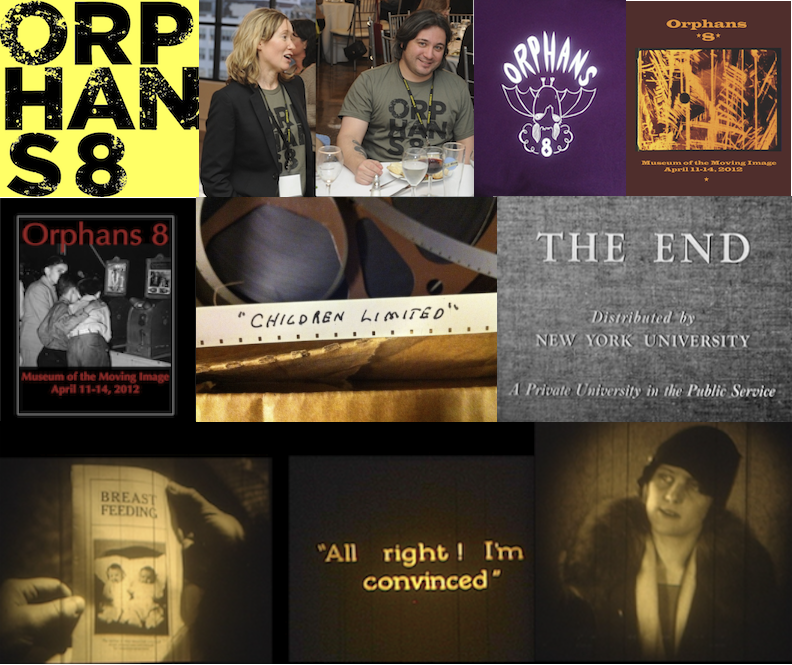 ORP
HAN
S8
ORP
HAN
S8
ORPHANS
8
Orphans
*8*
Museum of the Moving Image
April 11-14, 2012
*
Orphans 8
Museum of the Moving Image
April 11-14, 2012
"CHILDREN LIMITED"
THE END
Distributed by
NEW YORK UNIVERSITY
A Private University in the Public Service
BREAST
FEEDING
"All right! I'm
convinced"